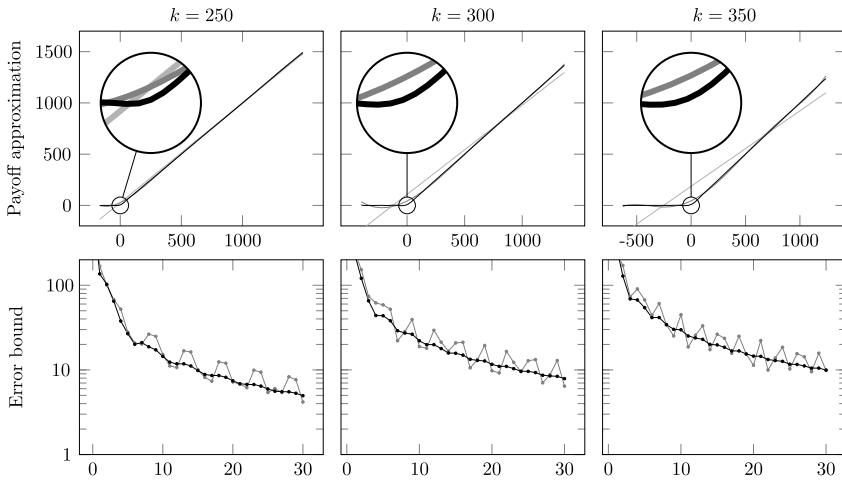 k = 250
k = 300
k = 350
Payoff approximation
1500
1000
500
0
0 500 1000
0 500 1000
-500 0 500 1000
Error bound
100
10
1
0 10 20 30
0 10 20 30
0 10 20 30